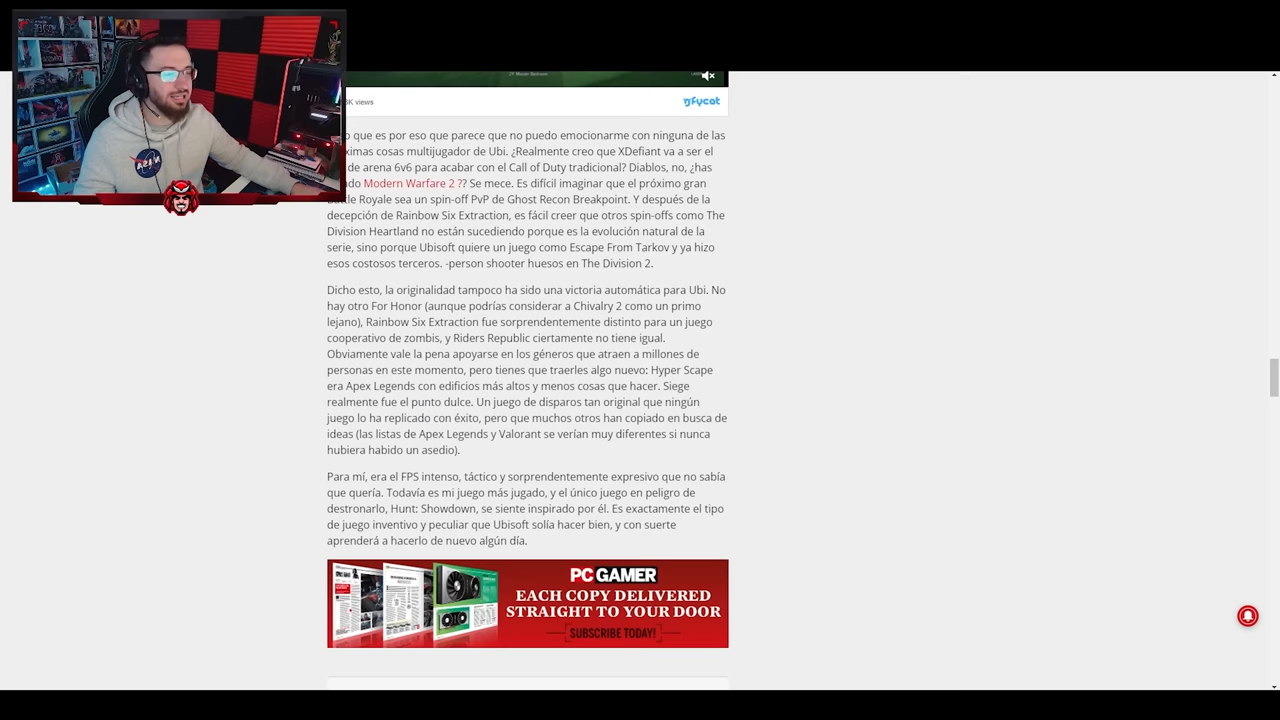 K views
gfycat
que es por eso que parece que no puedo emocionarme con ninguna de las
ximas cosas multijugador de Ubi. ¿Realmente creo que XDefiant va a ser el
de arena 6v6 para acabar con el Call of Duty tradicional? Diablos, no, ¿has
Modern Warfare 2 ?? Se mece. Es difícil imaginar que el próximo gran
Royale sea un spin-off PvP de Ghost Recon Breakpoint. Y después de la
decepción de Rainbow Six Extraction, es fácil creer que otros spin-offs como The
Division Heartland no están sucediendo porque es la evolución natural de la
serie, sino porque Ubisoft quiere un juego como Escape From Tarkov y ya hizo
esos costosos terceros. -person shooter huesos en The Division 2.
Dicho esto, la originalidad tampoco ha sido una victoria automática para Ubi. No
hay otro For Honor (aunque podrías considerar a Chivalry 2 como un primo
lejano), Rainbow Six Extraction fue sorprendentemente distinto para un juego
cooperativo de zombis, y Riders Republic ciertamente no tiene igual.
Obviamente vale la pena apoyarse en los géneros que atraen a millones de
personas en este momento, pero tienes que traerles algo nuevo: Hyper Scape
era Apex Legends con edificios más altos y menos cosas que hacer. Siege
realmente fue el punto dulce. Un juego de disparos tan original que ningún
juego lo ha replicado con éxito, pero que muchos otros han copiado en busca de
ideas (las listas de Apex Legends y Valorant se verían muy diferentes si nunca
hubiera habido un asedio).
Para mí, era el FPS intenso, táctico y sorprendentemente expresivo que no sabía
que quería. Todavía es mi juego más jugado, y el único juego en peligro de
destronarlo, Hunt: Showdown, se siente inspirado por él. Es exactamente el tipo
de juego inventivo y peculiar que Ubisoft solía hacer bien, y con suerte
aprenderá a hacerlo de nuevo algún día.
PC GAMER
EACH COPY DELIVERED
STRAIGHT TO YOUR DOOR
SUBSCRIBE TODAY!